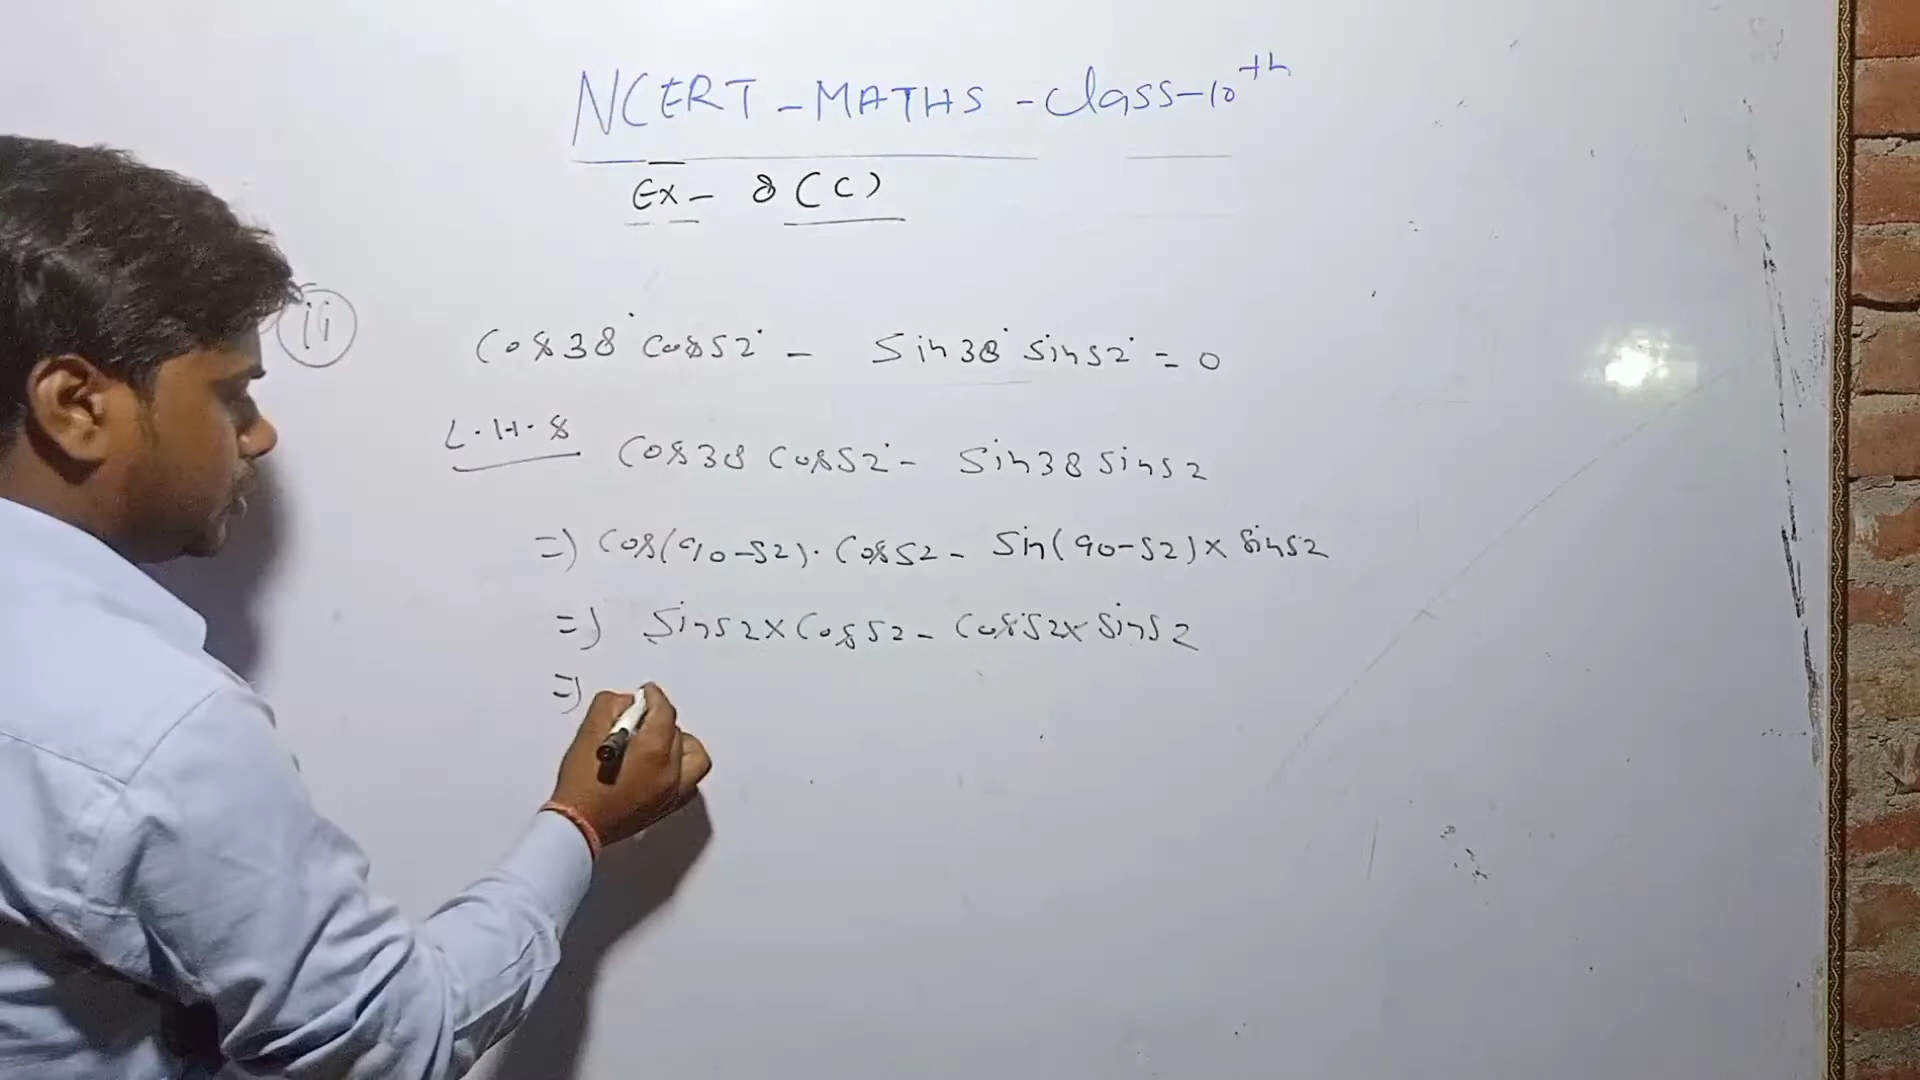 NCERT - MATHS - Class - 10th
Ex - 8 (C)
ii cos38° cos52° - sin38° sin52° = 0
L.H.S cos38 cos52° - sin38 sin52
=) cos(90-52). cos52 - sin(90-52) x sin52
=) sin52 x cos52 - cos52 x sin52
=)